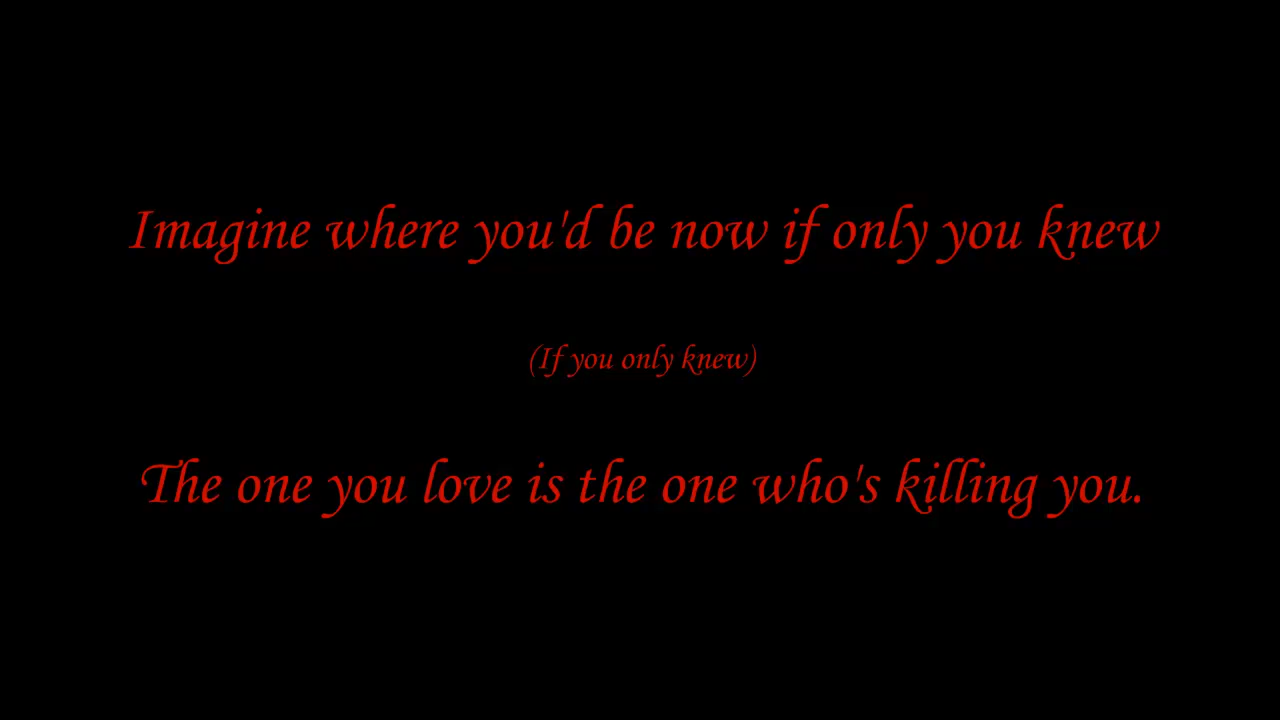 Imagine where you'd be now if only you knew
(If you only knew)
The one you love is the one who's killing you.